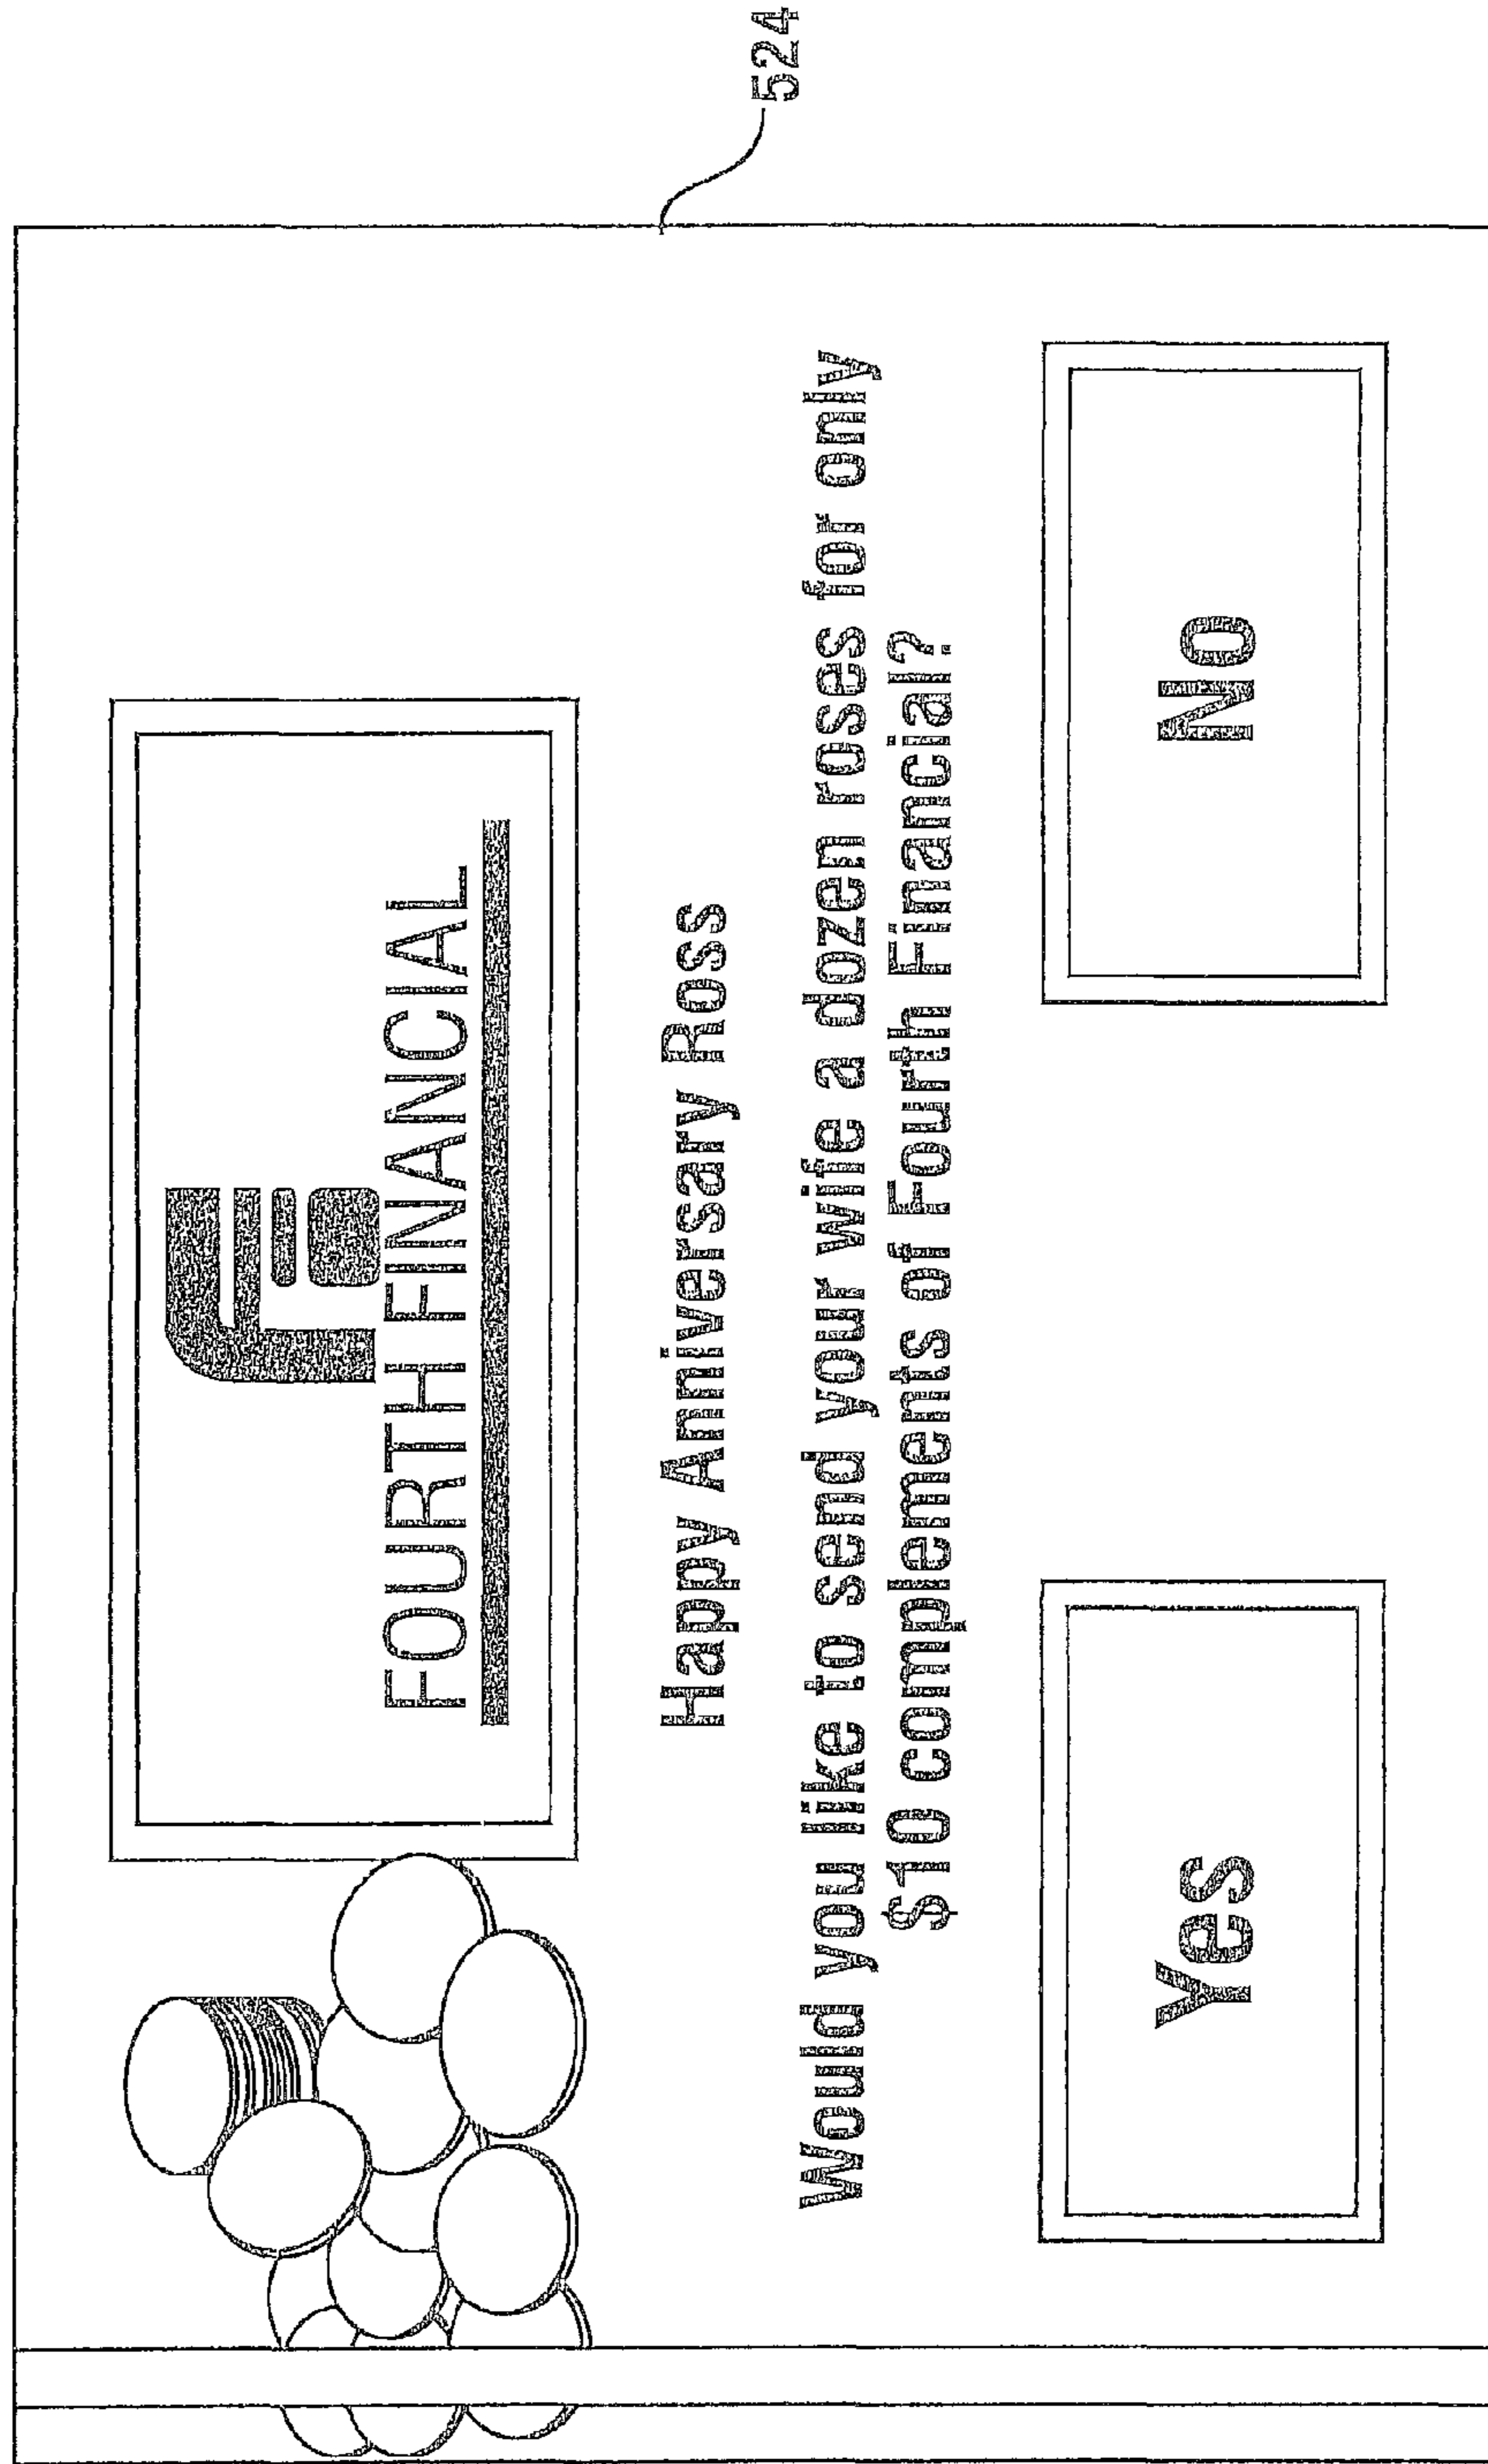 FOURTH FINANCIAL
Happy Anniversary Ross
Would you like to send your wife a dozen roses for only
$10 complements of Fourth Financial?
Yes
No
524